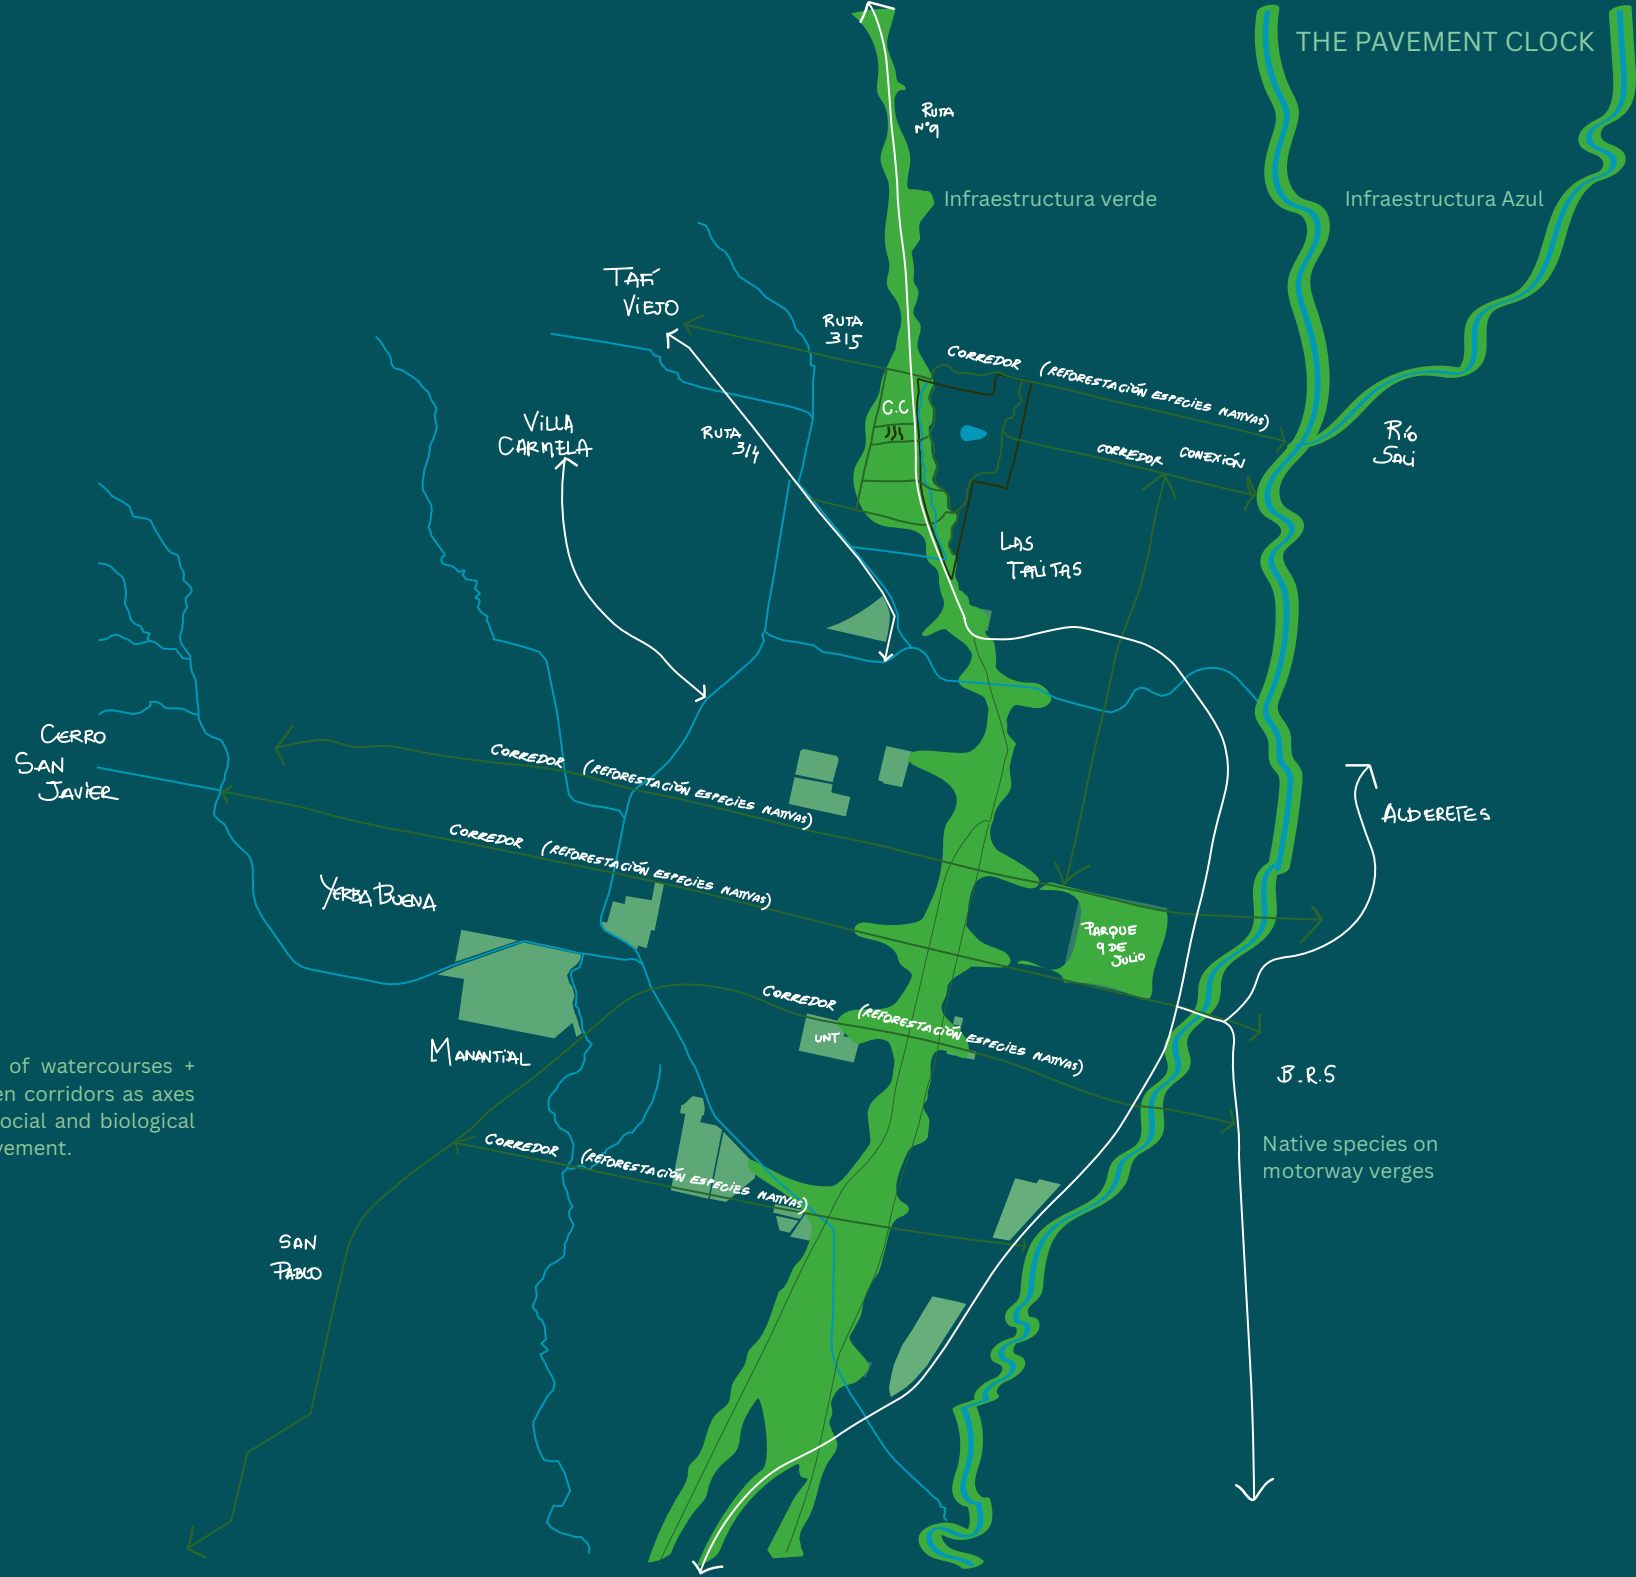 THE PAVEMENT CLOCK
RUTA
N°9
Infraestructura verde
Infraestructura Azul
TAFÍ
VIEJO
RUTA
315
CORREDOR (REFORESTACIÓN ESPECIES NATIVAS)
C.C
VILLA
CARMELA
RUTA
314
CORREDOR CONEXIÓN
RÍO
SALI
LAS
TALITAS
CERRO
SAN
JAVIER
CORREDOR (REFORESTACIÓN ESPECIES NATIVAS)
ALDERETES
CORREDOR (REFORESTACIÓN ESPECIES NATIVAS)
YERBA BUENA
PARQUE
9 DE
JULIO
CORREDOR (REFORESTACIÓN ESPECIES NATIVAS)
UNT
MANANTIAL
of watercourses +
en corridors as axes
ocial and biological
vement.
B.R.S
CORREDOR (REFORESTACIÓN ESPECIES NATIVAS)
Native species on
motorway verges
SAN
PABLO